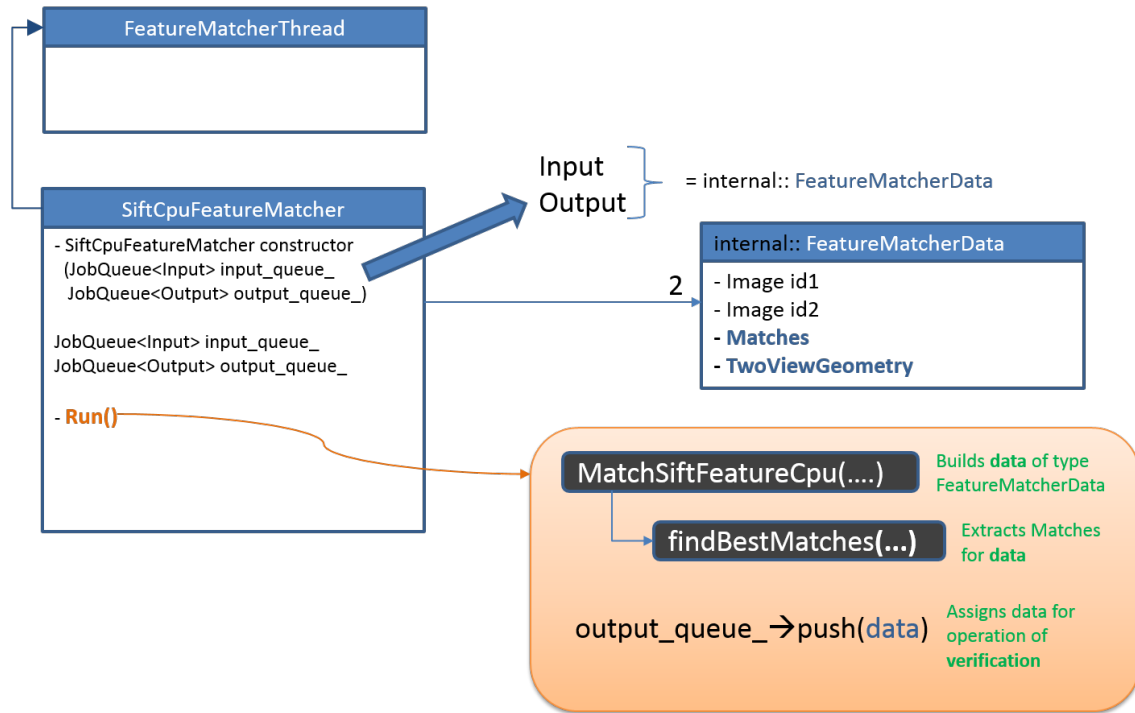 FeatureMatcherThread
Input
Output
= internal:: FeatureMatcherData
SiftCpuFeatureMatcher
- SiftCpuFeatureMatcher constructor
(JobQueue<Input> input_queue_
JobQueue<Output> output_queue_)
JobQueue<Input> input_queue_
JobQueue<Output> output_queue_
- Run()
2
internal:: FeatureMatcherData
- Image id1
- Image id2
- Matches
- TwoViewGeometry
MatchSiftFeatureCpu(....)
Builds data of type
FeatureMatcherData
findBestMatches(...)
Extracts Matches
for data
output_queue_→push(data)
Assigns data for
operation of
verification